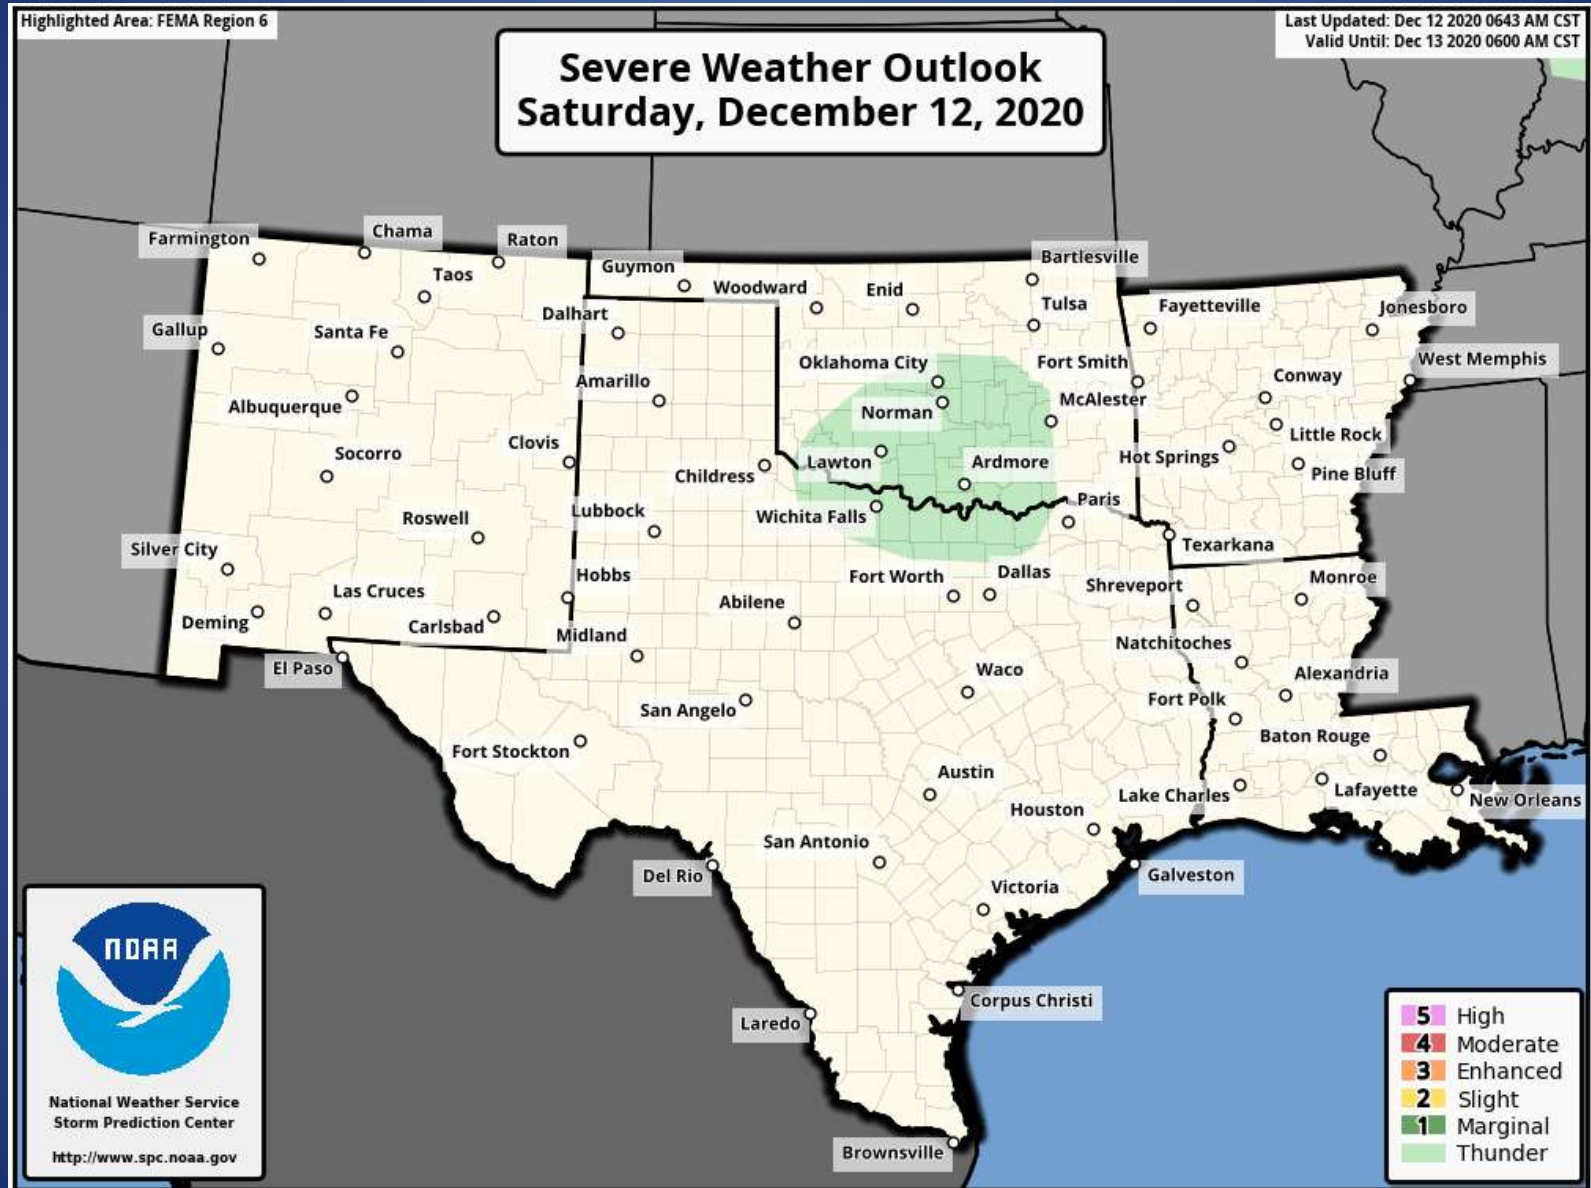 Highlighted Area: FEMA Region 6
Last Updated: Dec 12 2020 0643 AM CST
Valid Until: Dec 13 2020 0600 AM CST
Severe Weather Outlook
Saturday, December 12, 2020
Farmington
Chama
Raton
Taos
Guymon
Woodward
Enid
Bartlesville
Tulsa
Fayetteville
Jonesboro
Gallup
Santa Fe
Dalhart
Oklahoma City
Fort Smith
West Memphis
Conway
Albuquerque
Amarillo
Norman
McAlester
Little Rock
Socorro
Clovis
Childress
Lawton
Ardmore
Hot Springs
Pine Bluff
Roswell
Lubbock
Wichita Falls
Paris
Texarkana
Silver City
Las Cruces
Hobbs
Fort Worth
Dallas
Shreveport
Monroe
Deming
Carlsbad
Midland
Abilene
Natchitoches
El Paso
Waco
Alexandria
San Angelo
Fort Polk
Fort Stockton
Baton Rouge
Austin
Houston
Lake Charles
Lafayette
New Orleans
San Antonio
Del Rio
Victoria
Galveston
Laredo
Corpus Christi
Brownsville
NOAA
National Weather Service
Storm Prediction Center
http://www.spc.noaa.gov
5 High
4 Moderate
3 Enhanced
2 Slight
1 Marginal
Thunder